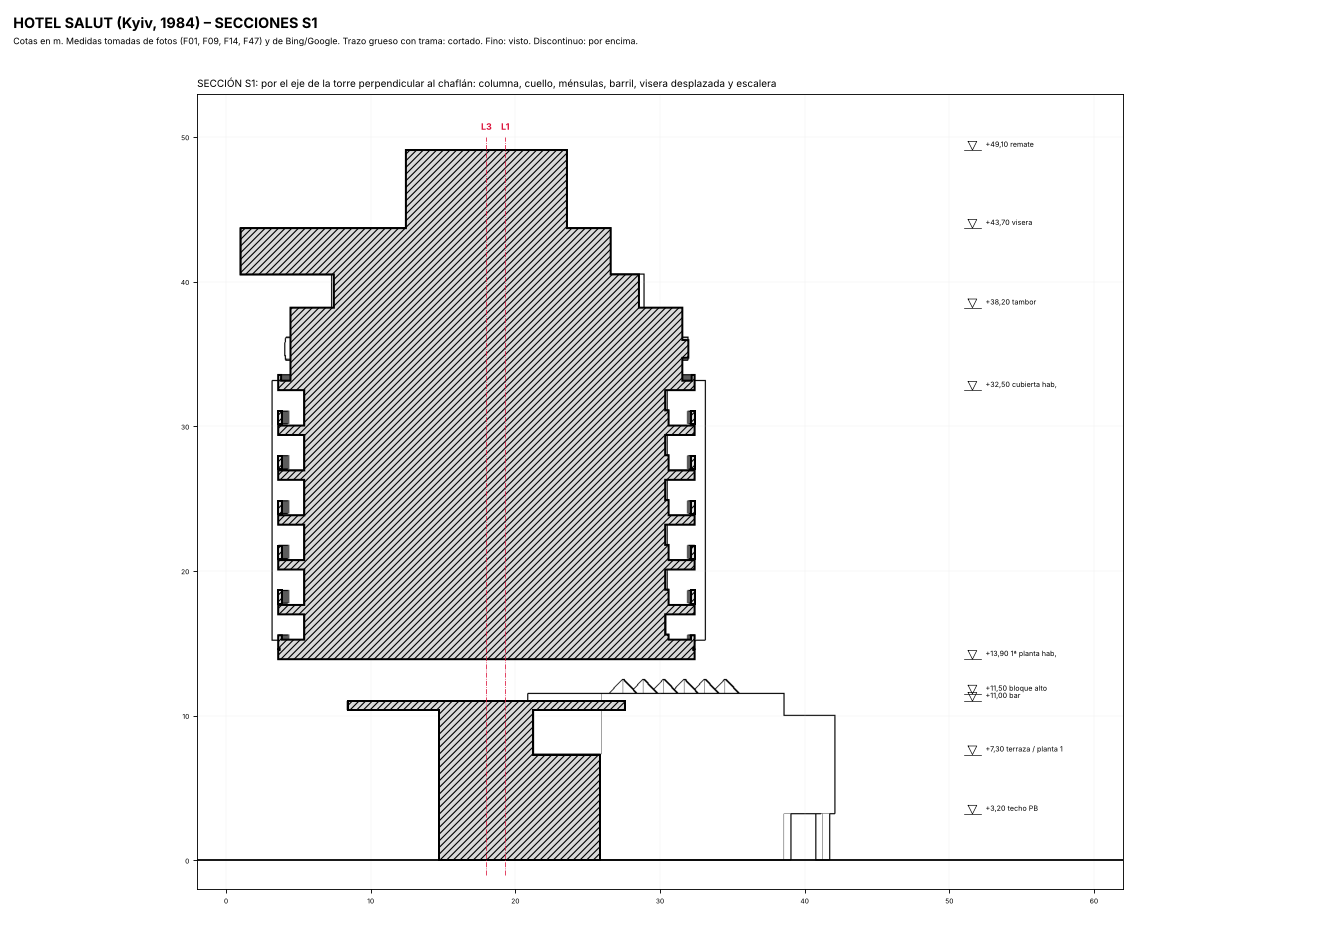 HOTEL SALUT (Kyiv, 1984) – SECCIONES S1
Cotas en m. Medidas tomadas de fotos (F01, F09, F14, F47) y de Bing/Google. Trazo grueso con trama: cortado. Fino: visto. Discontinuo: por encima.
SECCIÓN S1: por el eje de la torre perpendicular al chaflán: columna, cuello, ménsulas, barril, visera desplazada y escalera
L3 L1
50
+49,10 remate
+43,70 visera
40
+38,20 tambor
+32,50 cubierta hab,
30
20
+13,90 1ª planta hab,
+11,50 bloque alto
+11,00 bar
10
+7,30 terraza / planta 1
+3,20 techo PB
0
0 10 20 30 40 50 60